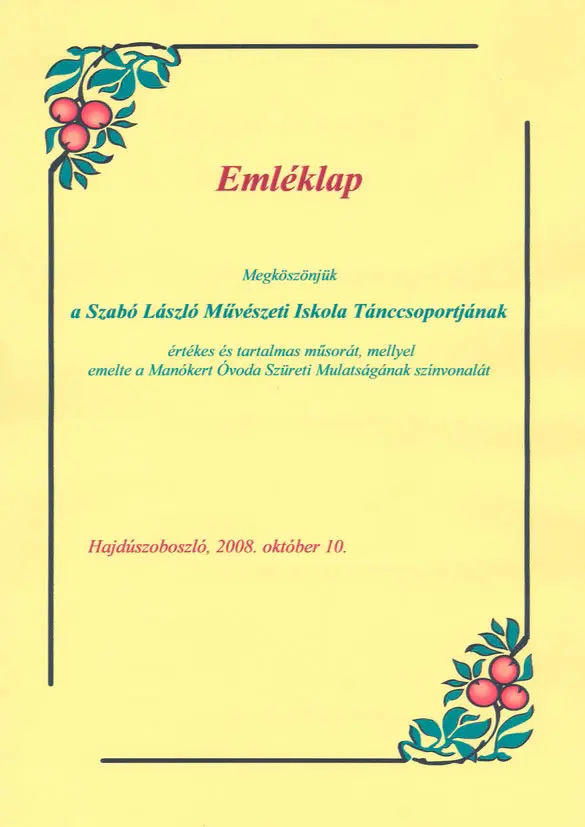 Emléklap
Megköszönjük
a Szabó László Művészeti Iskola Tánccsoportjának
értékes és tartalmas műsorát, mellyel
emelte a Manókert Óvoda Szüreti Mulatságának színvonalát
Hajdúszoboszló, 2008. október 10.